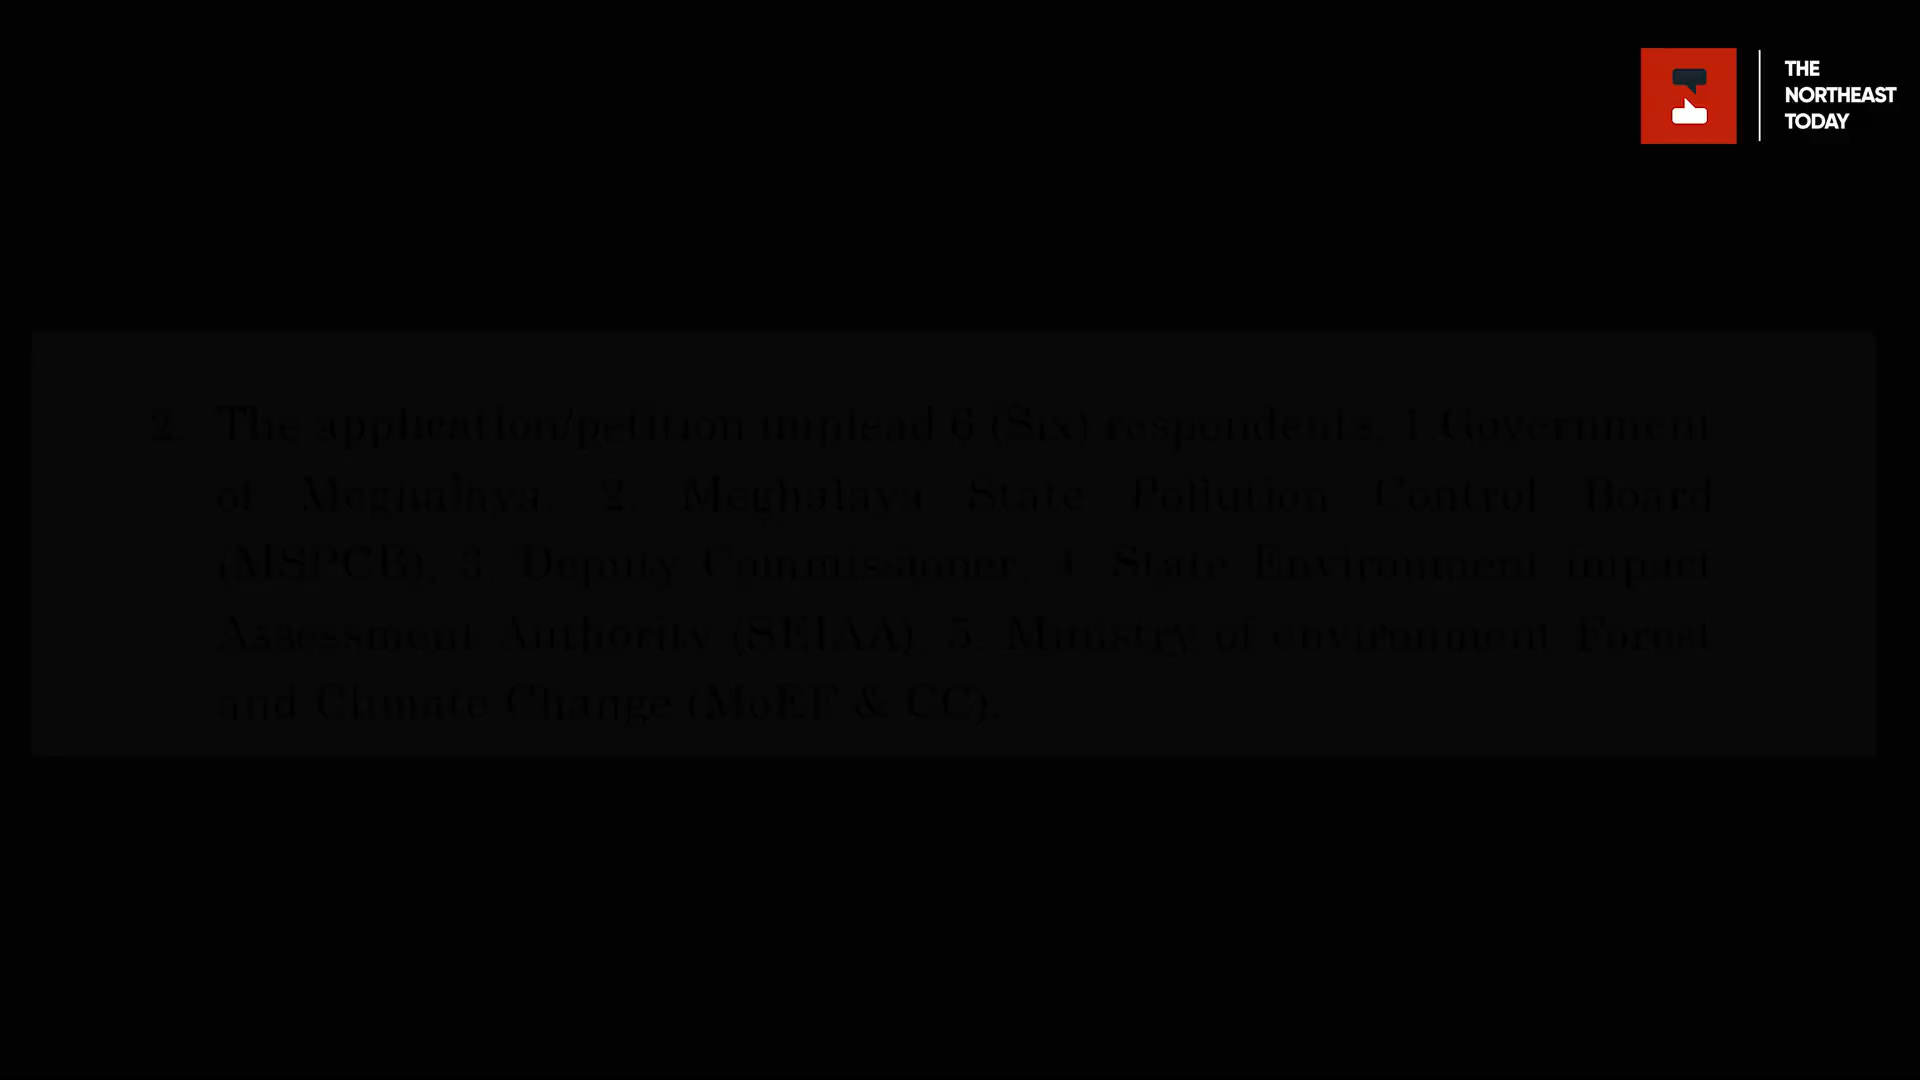 THE
NORTHEAST
TODAY
2. The application/petition implead 6 (Six) respondents, 1.Government
of Meghalaya, 2. Meghalaya State Pollution Control Board
(MSPCB), 3. Deputy Commissioner, 4. State Environment impact
Assessment Authority (SEIAA), 5. Ministry of environment Forest
and Climate Change (MoEF & CC).